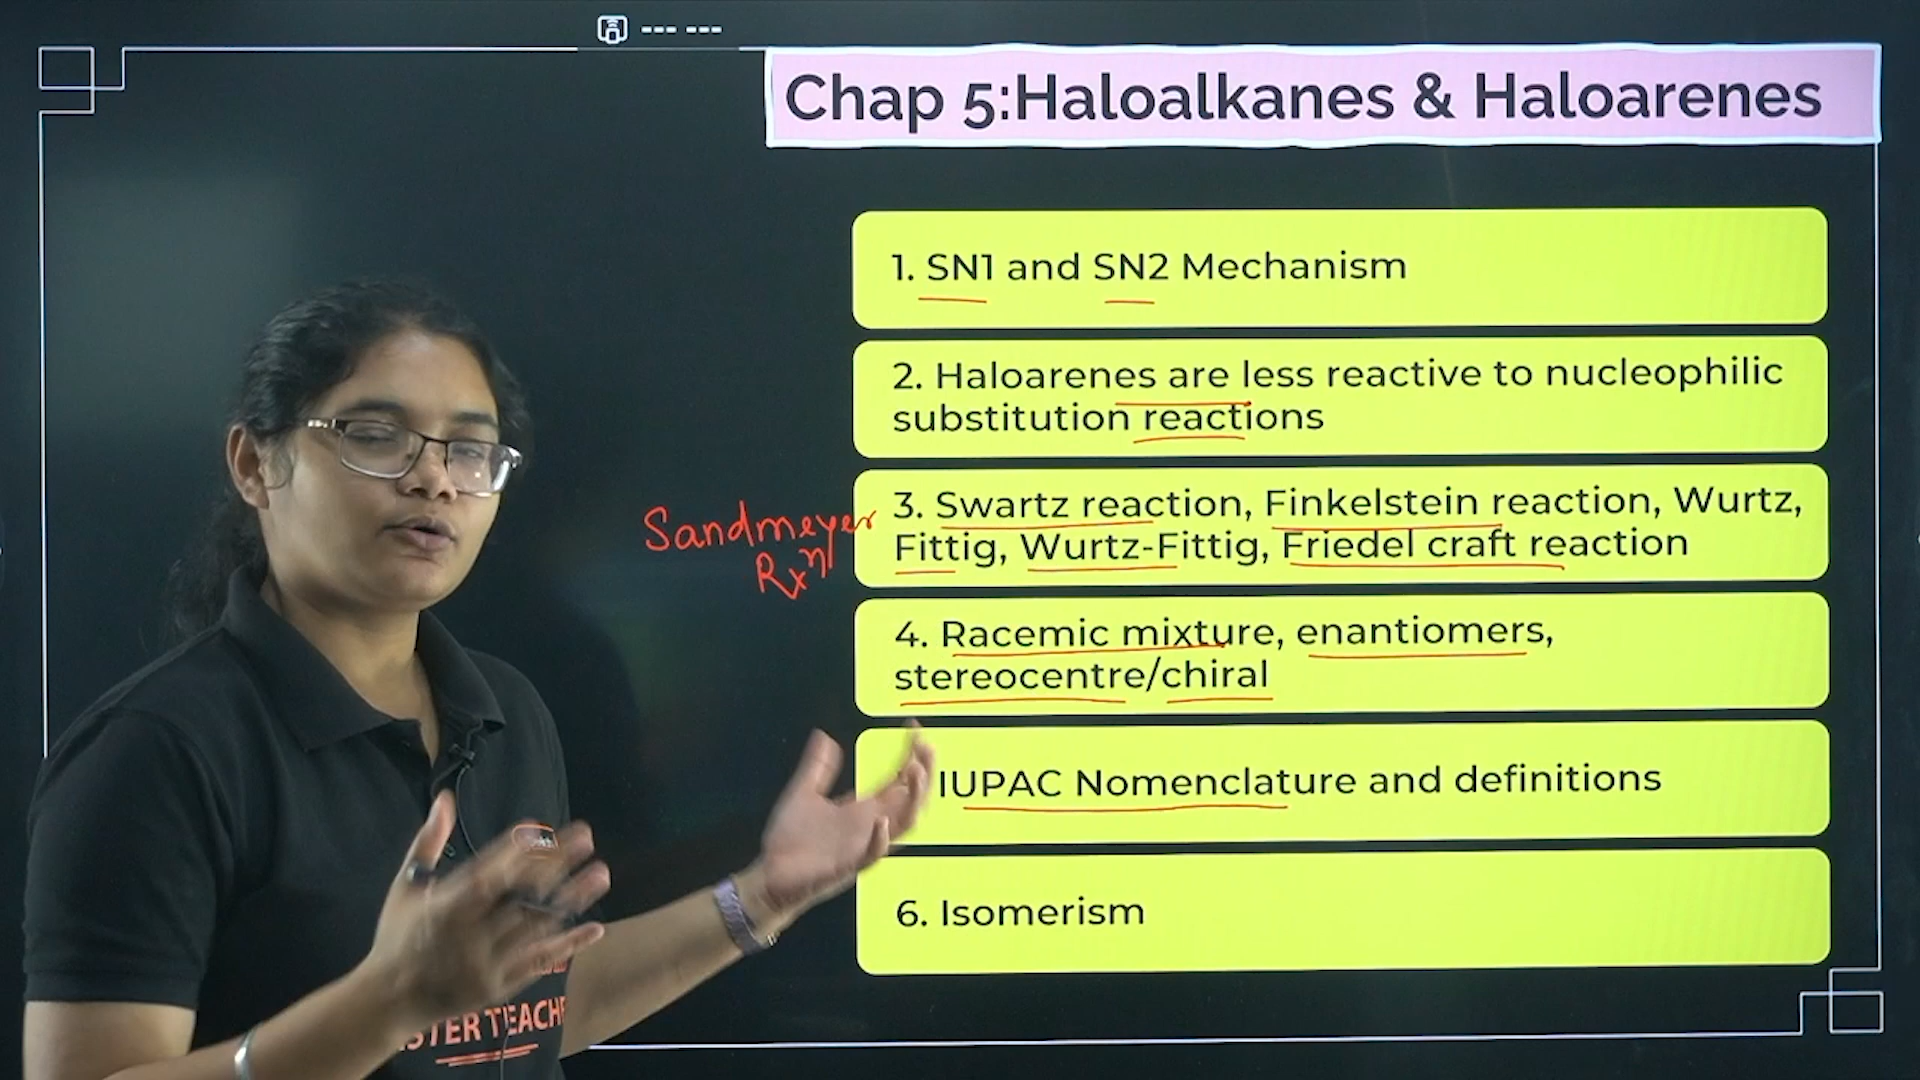 Chap 5:Haloalkanes & Haloarenes
1. SN1 and SN2 Mechanism
2. Haloarenes are less reactive to nucleophilic
substitution reactions
Sandmeyer
Rxn
3. Swartz reaction, Finkelstein reaction, Wurtz,
Fittig, Wurtz-Fittig, Friedel craft reaction
4. Racemic mixture, enantiomers,
stereocentre/chiral
IUPAC Nomenclature and definitions
6. Isomerism